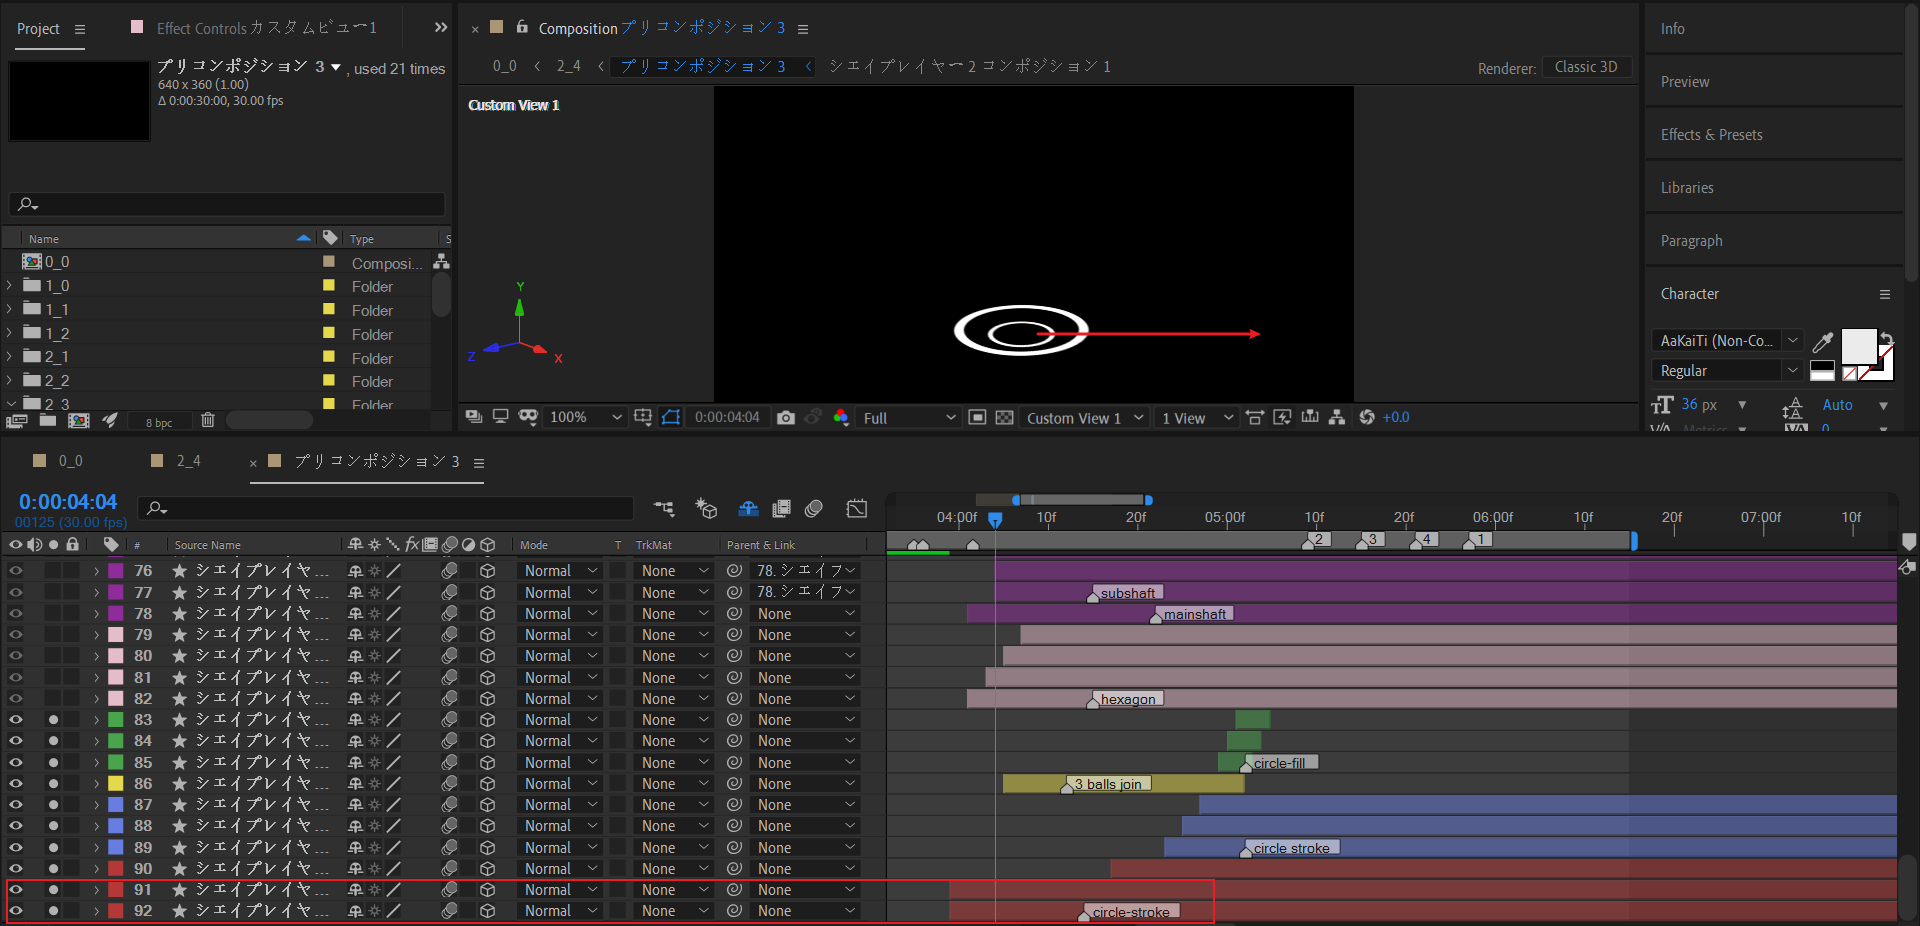 Project
Effect Controls カスタムビュー1
プリコンポジション 3 , used 21 times
640 x 360 (1.00)
Δ 0:00:30:00, 30.00 fps
Name
Type
S
0_0 Composi...
1_0 Folder
1_1 Folder
1_2 Folder
2_1 Folder
2_2 Folder
2_3 Folder
8 bpc
× Composition プリコンポジション 3
0_0 < 2_4 < プリコンポジション 3 < シエイプレイヤー 2 コンポジション 1
Renderer: Classic 3D
Custom View 1
Y
Z
X
100%
0:00:04:04
Full
Custom View 1
1 View
+0.0
Info
Preview
Effects & Presets
Libraries
Paragraph
Character
AaKaiTi (Non-Co...
Regular
36 px
Auto
Metrics
0
0_0
2_4
× プリコンポジション 3
0:00:04:04
00125 (30.00 fps)
04:00f 10f 20f 05:00f 10f 20f 06:00f 10f 20f 07:00f 10f
# Source Name Mode T TrkMat Parent & Link
2 3 4 1
76 シエイプレイヤ... Normal None 78. シエイフ
77 シエイプレイヤ... Normal None 78. シエイフ subshaft
78 シエイプレイヤ... Normal None None mainshaft
79 シエイプレイヤ... Normal None None
80 シエイプレイヤ... Normal None None
81 シエイプレイヤ... Normal None None
82 シエイプレイヤ... Normal None None hexagon
83 シエイプレイヤ... Normal None None
84 シエイプレイヤ... Normal None None
85 シエイプレイヤ... Normal None None circle-fill
86 シエイプレイヤ... Normal None None 3 balls join
87 シエイプレイヤ... Normal None None
88 シエイプレイヤ... Normal None None
89 シエイプレイヤ... Normal None None circle stroke
90 シエイプレイヤ... Normal None None
91 シエイプレイヤ... Normal None None
92 シエイプレイヤ... Normal None None circle-stroke